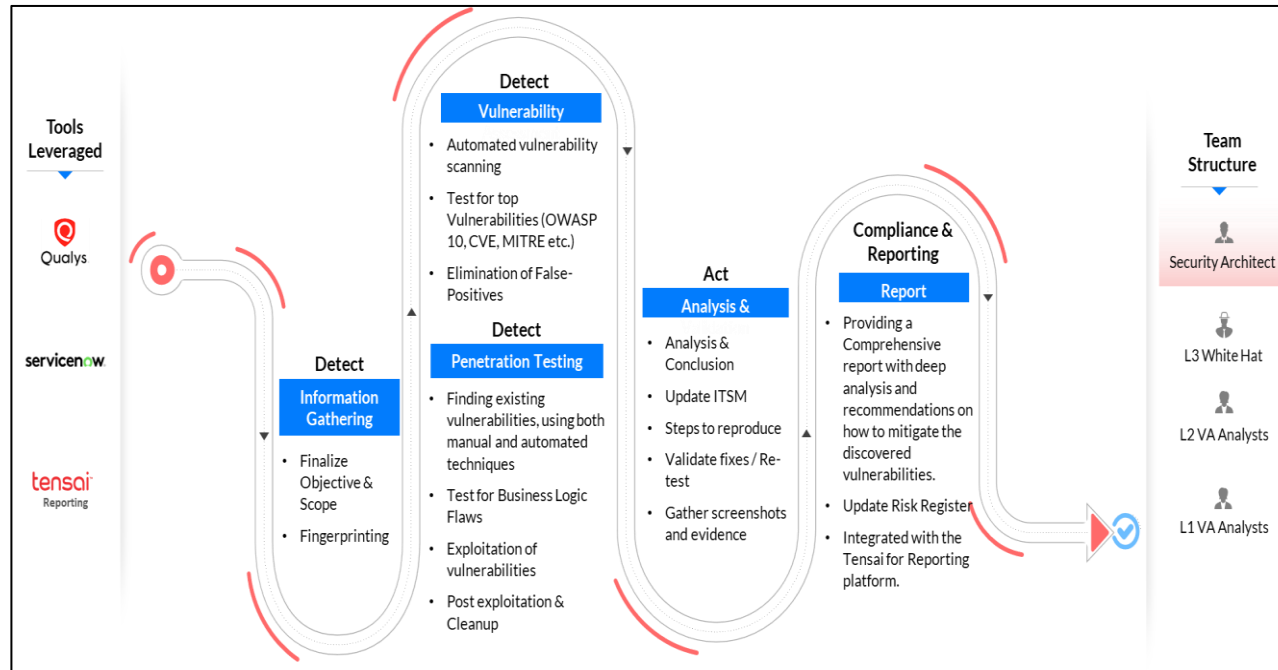 Tools
Leveraged
Qualys
servicenow
tensai
Reporting
Detect
Information
Gathering
• Finalize
Objective &
Scope
• Fingerprinting
Detect
Vulnerability
• Automated vulnerability
scanning
• Test for top
Vulnerabilities (OWASP
10, CVE, MITRE etc.)
• Elimination of False-
Positives
Detect
Penetration Testing
• Finding existing
vulnerabilities, using both
manual and automated
techniques
• Test for Business Logic
Flaws
• Exploitation of
vulnerabilities
• Post exploitation &
Cleanup
Act
Analysis &
• Analysis &
Conclusion
• Update ITSM
• Steps to reproduce
• Validate fixes / Re-
test
• Gather screenshots
and evidence
Compliance &
Reporting
Report
• Providing a
Comprehensive
report with deep
analysis and
recommendations on
how to mitigate the
discovered
vulnerabilities.
• Update Risk Register
• Integrated with the
Tensai for Reporting
platform.
Team
Structure
Security Architect
L3 White Hat
L2 VA Analysts
L1 VA Analysts